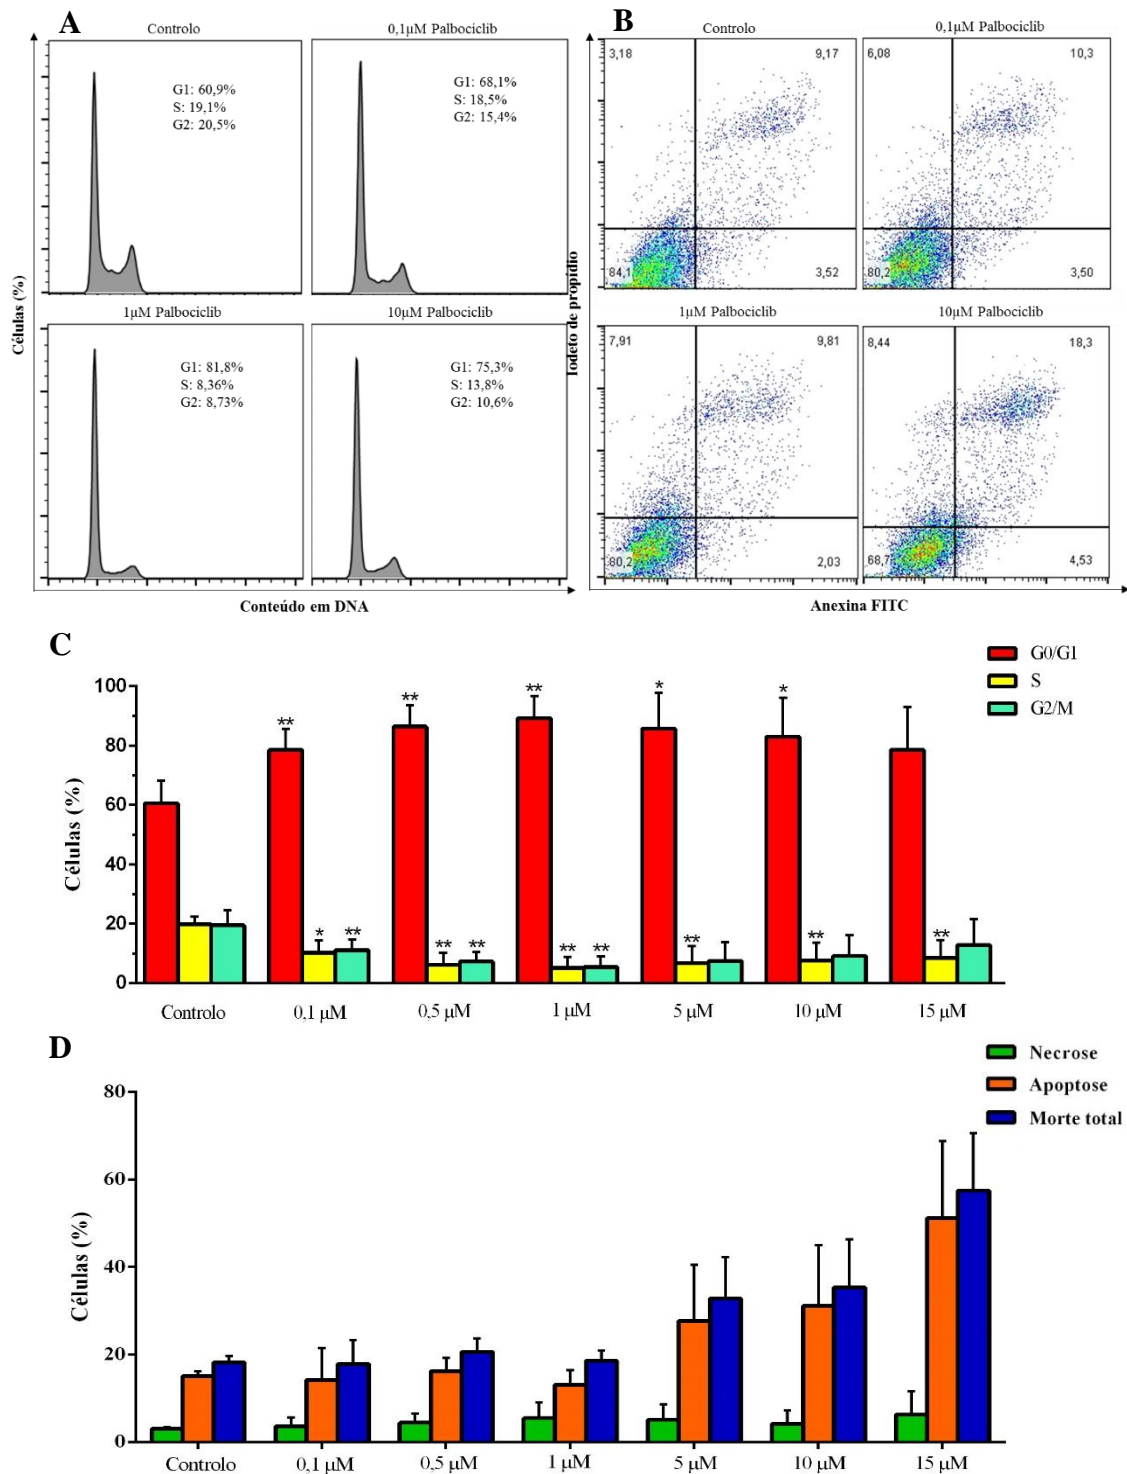 A
Controlo
0,1µM Palbociclib
G1: 60,9%
S: 19,1%
G2: 20,5%
G1: 68,1%
S: 18,5%
G2: 15,4%
1µM Palbociclib
10µM Palbociclib
G1: 81,8%
S: 8,36%
G2: 8,73%
G1: 75,3%
S: 13,8%
G2: 10,6%
Células (%)
Conteúdo em DNA
B
Controlo
0,1µM Palbociclib
3,18
9,17
84,1
3,52
6,08
10,3
80,2
3,50
1µM Palbociclib
10µM Palbociclib
7,91
9,81
80,2
2,03
8,44
18,3
68,7
4,53
Iodeto de propídio
Anexina FITC
C
G0/G1
S
G2/M
Células (%)
100
80
60
40
20
0
** * **
** ** **
** ** **
* **
* **
**
Controlo 0,1 µM 0,5 µM 1 µM 5 µM 10 µM 15 µM
D
Necrose
Apoptose
Morte total
Células (%)
80
60
40
20
0
Controlo 0,1 µM 0,5 µM 1 µM 5 µM 10 µM 15 µM